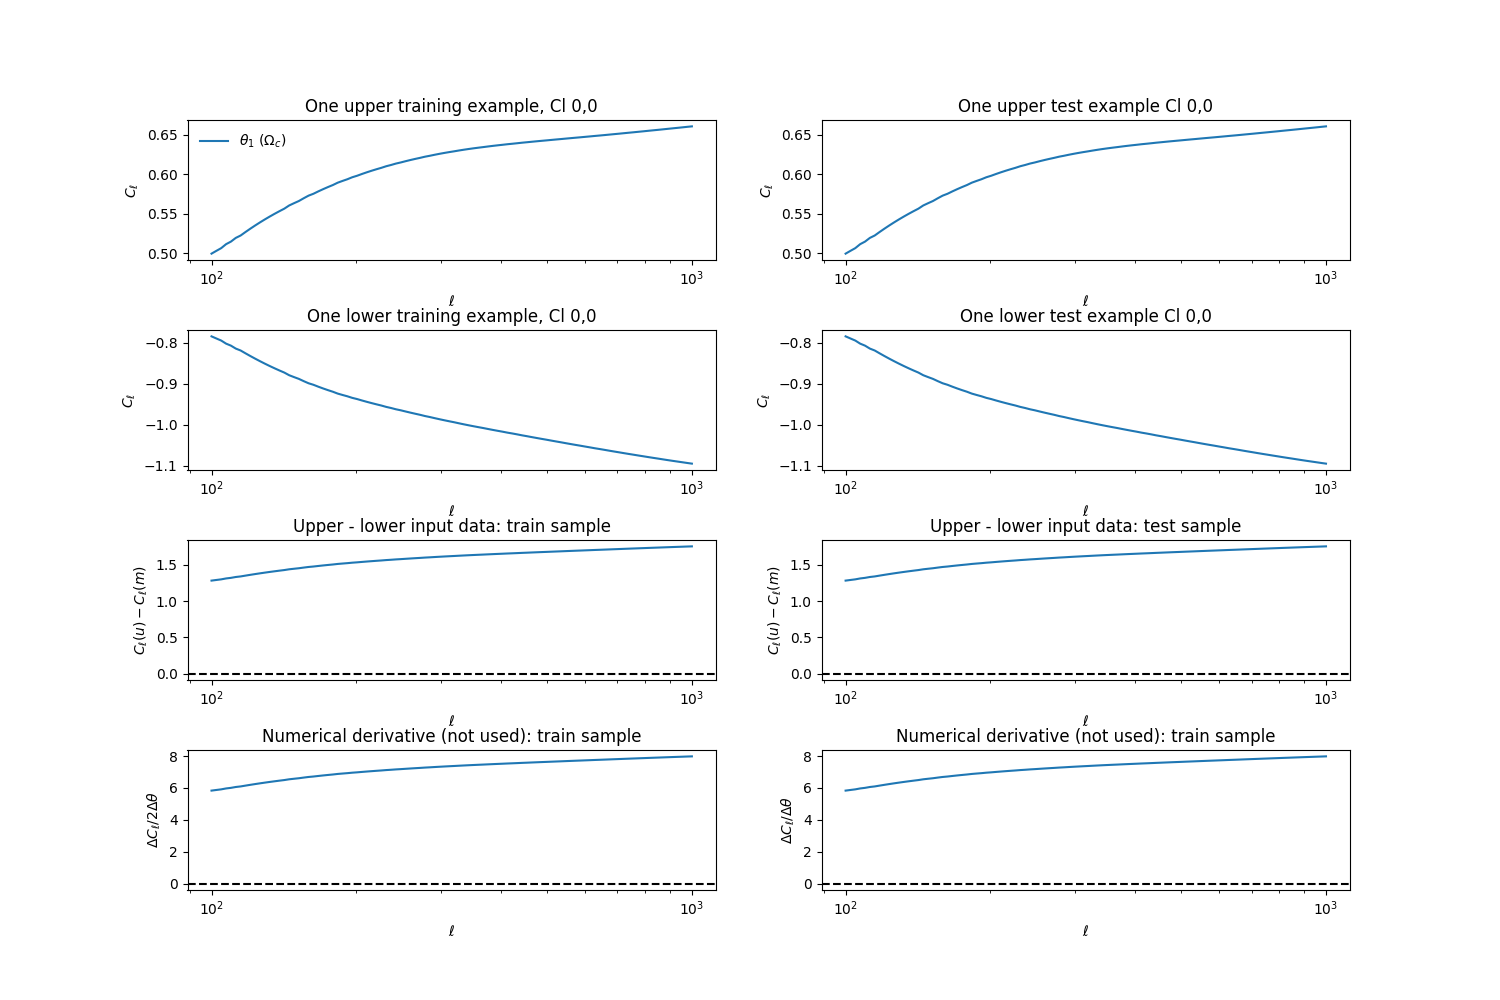 One upper training example, Cl 0,0
One upper test example Cl 0,0
0.65
0.60
0.55
0.50
C_ℓ
θ₁ (Ω_c)
10²
10³
ℓ
0.65
0.60
0.55
0.50
C_ℓ
10²
10³
ℓ
One lower training example, Cl 0,0
One lower test example Cl 0,0
−0.8
−0.9
−1.0
−1.1
C_ℓ
10²
10³
ℓ
−0.8
−0.9
−1.0
−1.1
C_ℓ
10²
10³
ℓ
Upper - lower input data: train sample
Upper - lower input data: test sample
1.5
1.0
0.5
0.0
C_ℓ(u) − C_ℓ(m)
10²
10³
ℓ
1.5
1.0
0.5
0.0
C_ℓ(u) − C_ℓ(m)
10²
10³
ℓ
Numerical derivative (not used): train sample
Numerical derivative (not used): train sample
8
6
4
2
0
ΔC_ℓ/2Δθ
10²
10³
ℓ
8
6
4
2
0
ΔC_ℓ/Δθ
10²
10³
ℓ